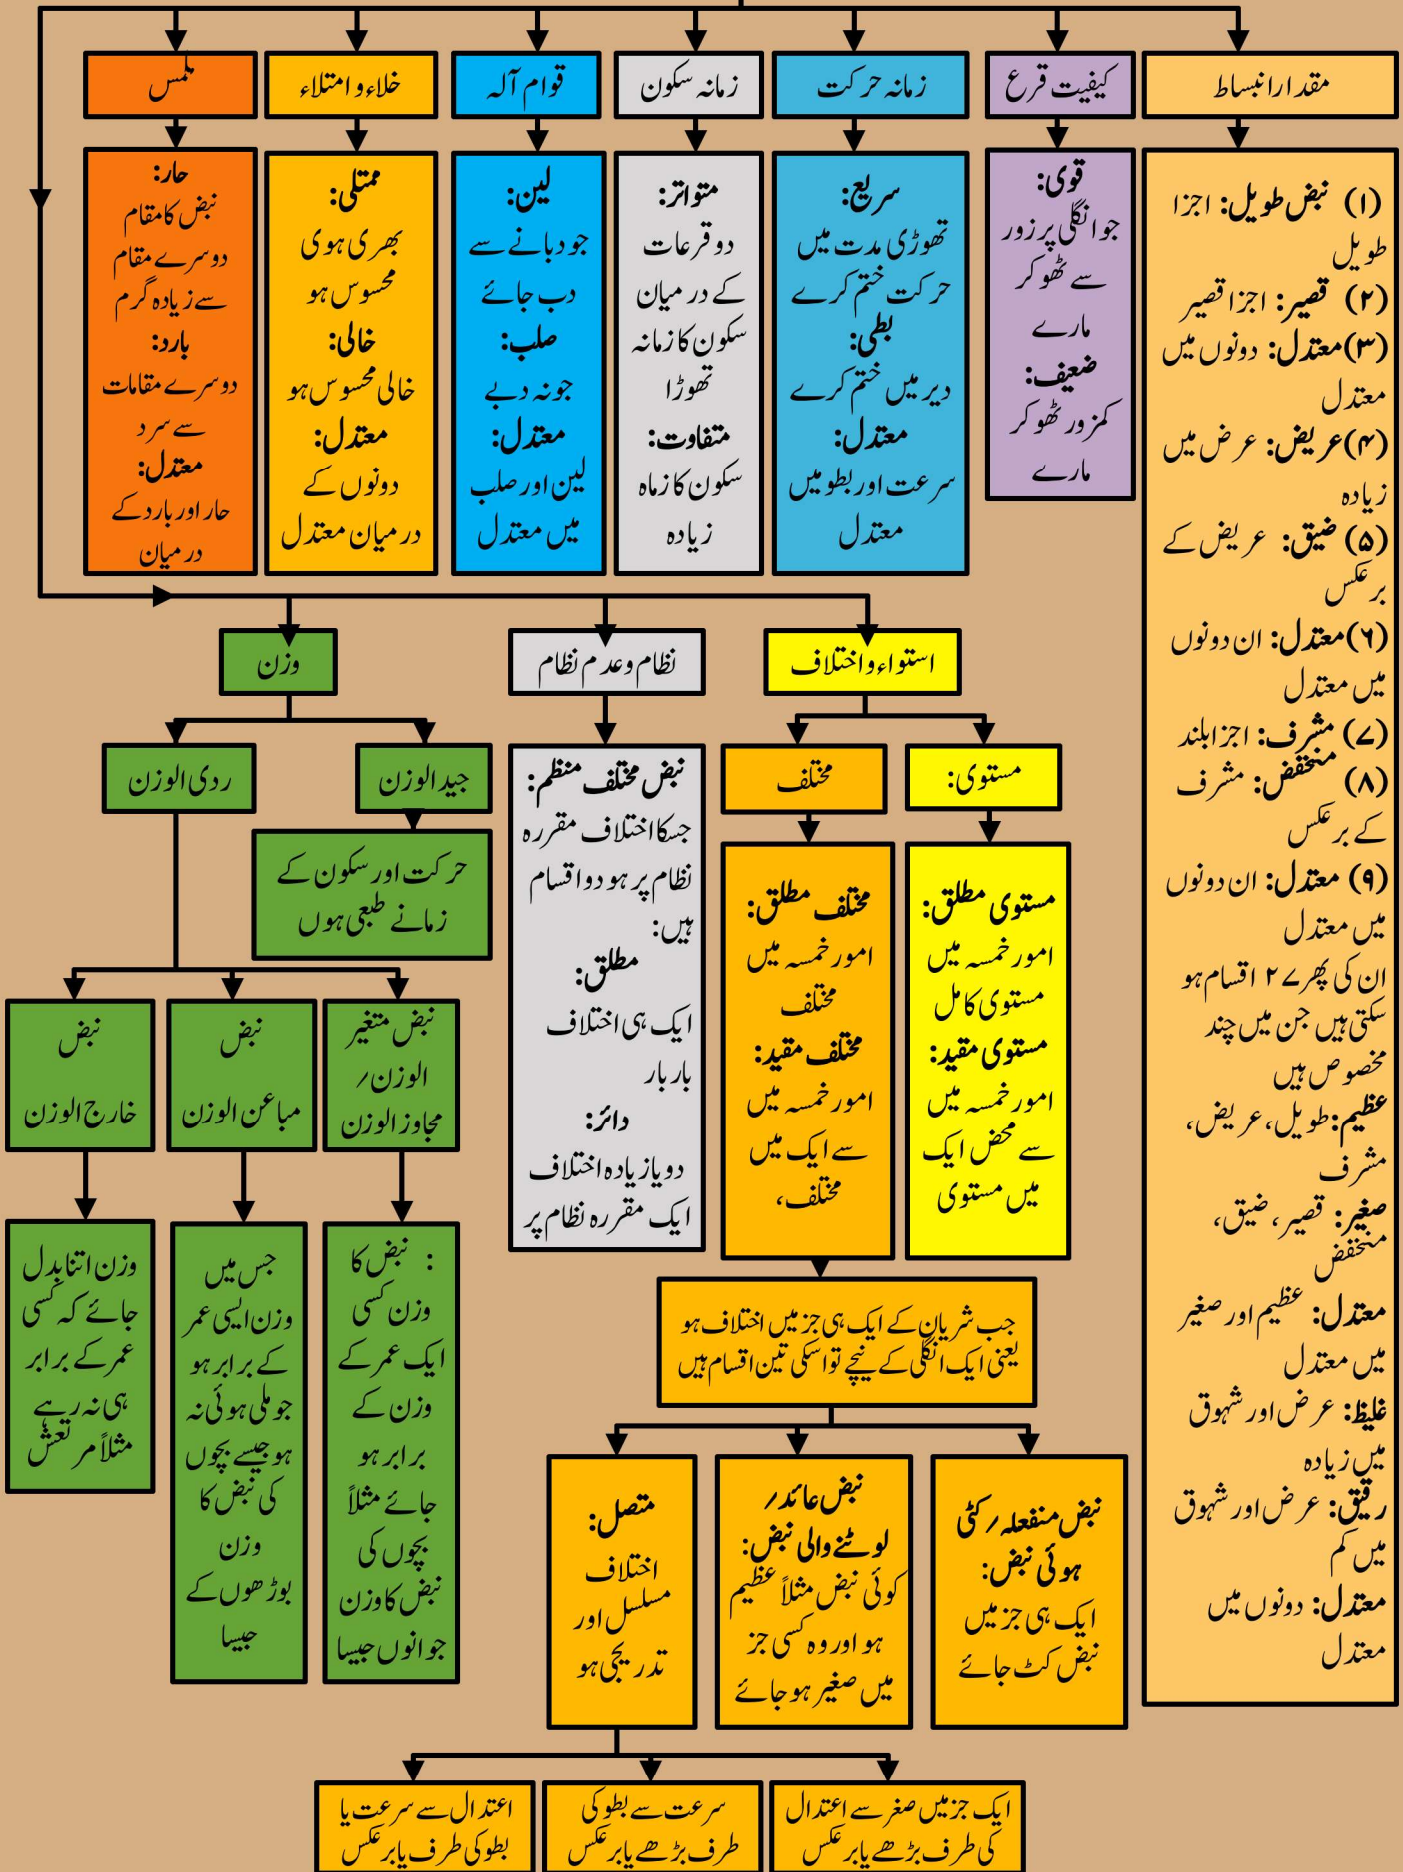 مقدار انبساط
کیفیت قرع
زمانہ حرکت
زمانہ سکون
قوام آلہ
خلاء و امتلاء
ملمس
(۱) نبض طویل: اجزا
طویل
(۲) قصیر: اجزا قصیر
(۳) معتدل: دونوں میں
معتدل
(۴) عریض: عرض میں
زیادہ
(۵) ضیق: عریض کے
برعکس
(۶) معتدل: ان دونوں
میں معتدل
(۷) مشرف: اجزا بلند
(۸) منخفض: مشرف
کے برعکس
(۹) معتدل: ان دونوں
میں معتدل
ان کی پھر ۲۷ اقسام ہو
سکتی ہیں جن میں چند
مخصوص ہیں
عظیم: طویل، عریض،
مشرف
صغیر: قصیر، ضیق،
منخفض
معتدل: عظیم اور صغیر
میں معتدل
غلیظ: عرض اور شہوق
میں زیادہ
رقیق: عرض اور شہوق
میں کم
معتدل: دونوں میں
معتدل
قوی:
جو انگلی پر زور
سے ٹھوکر
مارے
ضعیف:
کمزور ٹھوکر
مارے
سریع:
تھوڑی مدت میں
حرکت ختم کرے
بطی:
دیر میں ختم کرے
معتدل:
سرعت اور بطو میں
معتدل
متواتر:
دو قرعات
کے درمیان
سکون کا زمانہ
تھوڑا
متفاوت:
سکون کا زماہ
زیادہ
لین:
جو دبانے سے
دب جائے
صلب:
جو نہ دبے
معتدل:
لین اور صلب
میں معتدل
ممتلی:
بھری ہوی
محسوس ہو
خالی:
خالی محسوس ہو
معتدل:
دونوں کے
درمیان معتدل
حار:
نبض کا مقام
دوسرے مقام
سے زیادہ گرم
بارد:
دوسرے مقامات
سے سرد
معتدل:
حار اور بارد کے
درمیان
استواء و اختلاف
نظام و عدم نظام
وزن
مستوی:
مختلف
مستوی مطلق:
امور خمسہ میں
مستوی کامل
مستوی مقید:
امور خمسہ میں
سے محض ایک
میں مستوی
مختلف مطلق:
امور خمسہ میں
مختلف
مختلف مقید:
امور خمسہ میں
سے ایک میں
مختلف،
نبض مختلف منظم:
جسکا اختلاف مقررہ
نظام پر ہو دو اقسام
ہیں:
مطلق:
ایک ہی اختلاف
بار بار
دائر:
دو یا زیادہ اختلاف
ایک مقررہ نظام پر
جید الوزن
ردی الوزن
حرکت اور سکون کے
زمانے طبعی ہوں
نبض متغیر
الوزن/
مجاوز الوزن
نبض
مباعن الوزن
نبض
خارج الوزن
: نبض کا
وزن کسی
ایک عمر کے
وزن کے
برابر ہو
جائے مثلاً
بچوں کی
نبض کا وزن
جوانوں جیسا
جس میں
وزن ایسی عمر
کے برابر ہو
جو ملی ہوئی نہ
ہو جیسے بچوں
کی نبض کا
وزن
بوڑھوں کے
جیسا
وزن اتنا بدل
جائے کہ کسی
عمر کے برابر
ہی نہ رہے
مثلاً مرتعش
جب شریان کے ایک ہی جز میں اختلاف ہو
یعنی ایک انگلی کے نیچے تو اسکی تین اقسام ہیں
نبض منفعلہ/کٹی
ہوئی نبض:
ایک ہی جز میں
نبض کٹ جائے
نبض عائد/
لوٹنے والی نبض:
کوئی نبض مثلاً عظیم
ہو اور وہ کسی جز
میں صغیر ہو جائے
متصل:
اختلاف
مسلسل اور
تدریجی ہو
ایک جز میں صغر سے اعتدال
کی طرف بڑھے یا برعکس
سرعت سے بطو کی
طرف بڑھے یا برعکس
اعتدال سے سرعت یا
بطو کی طرف یا برعکس